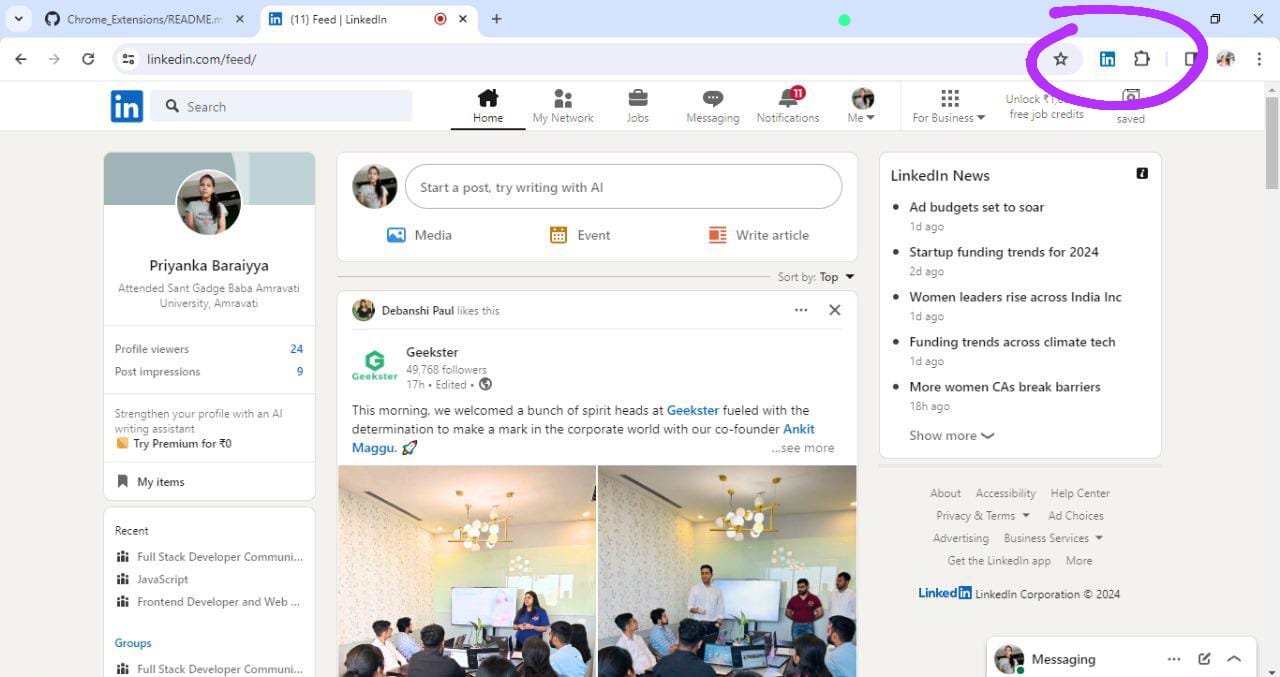 Chrome_Extensions/README.m
(11) Feed | LinkedIn
linkedin.com/feed/
in
in
Search
Home
My Network
Jobs
Messaging
11
Notifications
Me
For Business
free job credits
saved
Priyanka Baraiyya
Attended Sant Gadge Baba Amravati
University, Amravati
Profile viewers 24
Post impressions 9
Strengthen your profile with an AI
writing assistant
Try Premium for ₹0
My items
Recent
Full Stack Developer Communi...
JavaScript
Frontend Developer and Web ...
Groups
Full Stack Developer Communi...
Start a post, try writing with AI
Media
Event
Write article
Sort by: Top
Debanshi Paul likes this
Geekster
Geekster
49,768 followers
17h • Edited •
This morning, we welcomed a bunch of spirit heads at Geekster fueled with the
determination to make a mark in the corporate world with our co-founder Ankit
Maggu. 🚀 ...see more
LinkedIn News
Ad budgets set to soar
1d ago
Startup funding trends for 2024
2d ago
Women leaders rise across India Inc
1d ago
Funding trends across climate tech
1d ago
More women CAs break barriers
18h ago
Show more
About Accessibility Help Center
Privacy & Terms Ad Choices
Advertising Business Services
Get the LinkedIn app More
LinkedIn LinkedIn Corporation © 2024
Messaging